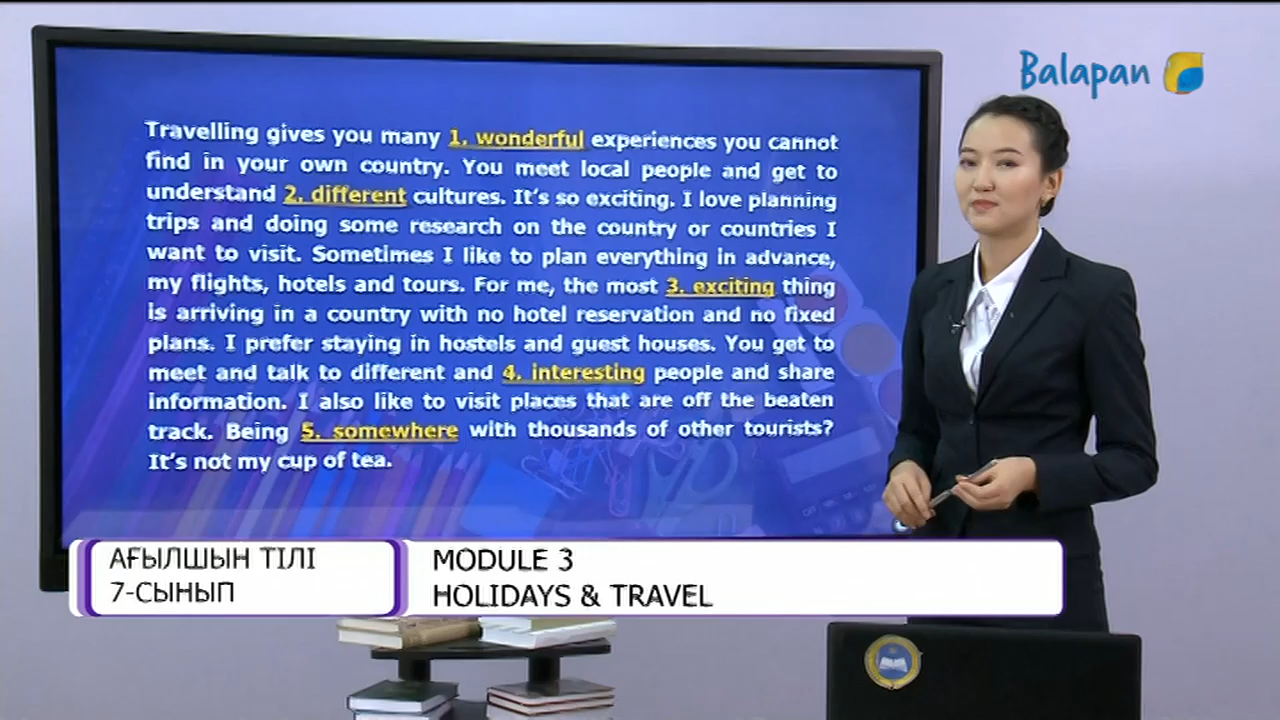 Balapan
Travelling gives you many 1. wonderful experiences you cannot
find in your own country. You meet local people and get to
understand 2. different cultures. It's so exciting. I love planning
trips and doing some research on the country or countries I
want to visit. Sometimes I like to plan everything in advance,
my flights, hotels and tours. For me, the most 3. exciting thing
is arriving in a country with no hotel reservation and no fixed
plans. I prefer staying in hostels and guest houses. You get to
meet and talk to different and 4. interesting people and share
information. I also like to visit places that are off the beaten
track. Being 5. somewhere with thousands of other tourists?
It's not my cup of tea.
АҒЫЛШЫН ТІЛІ
7-СЫНЫП
MODULE 3
HOLIDAYS & TRAVEL